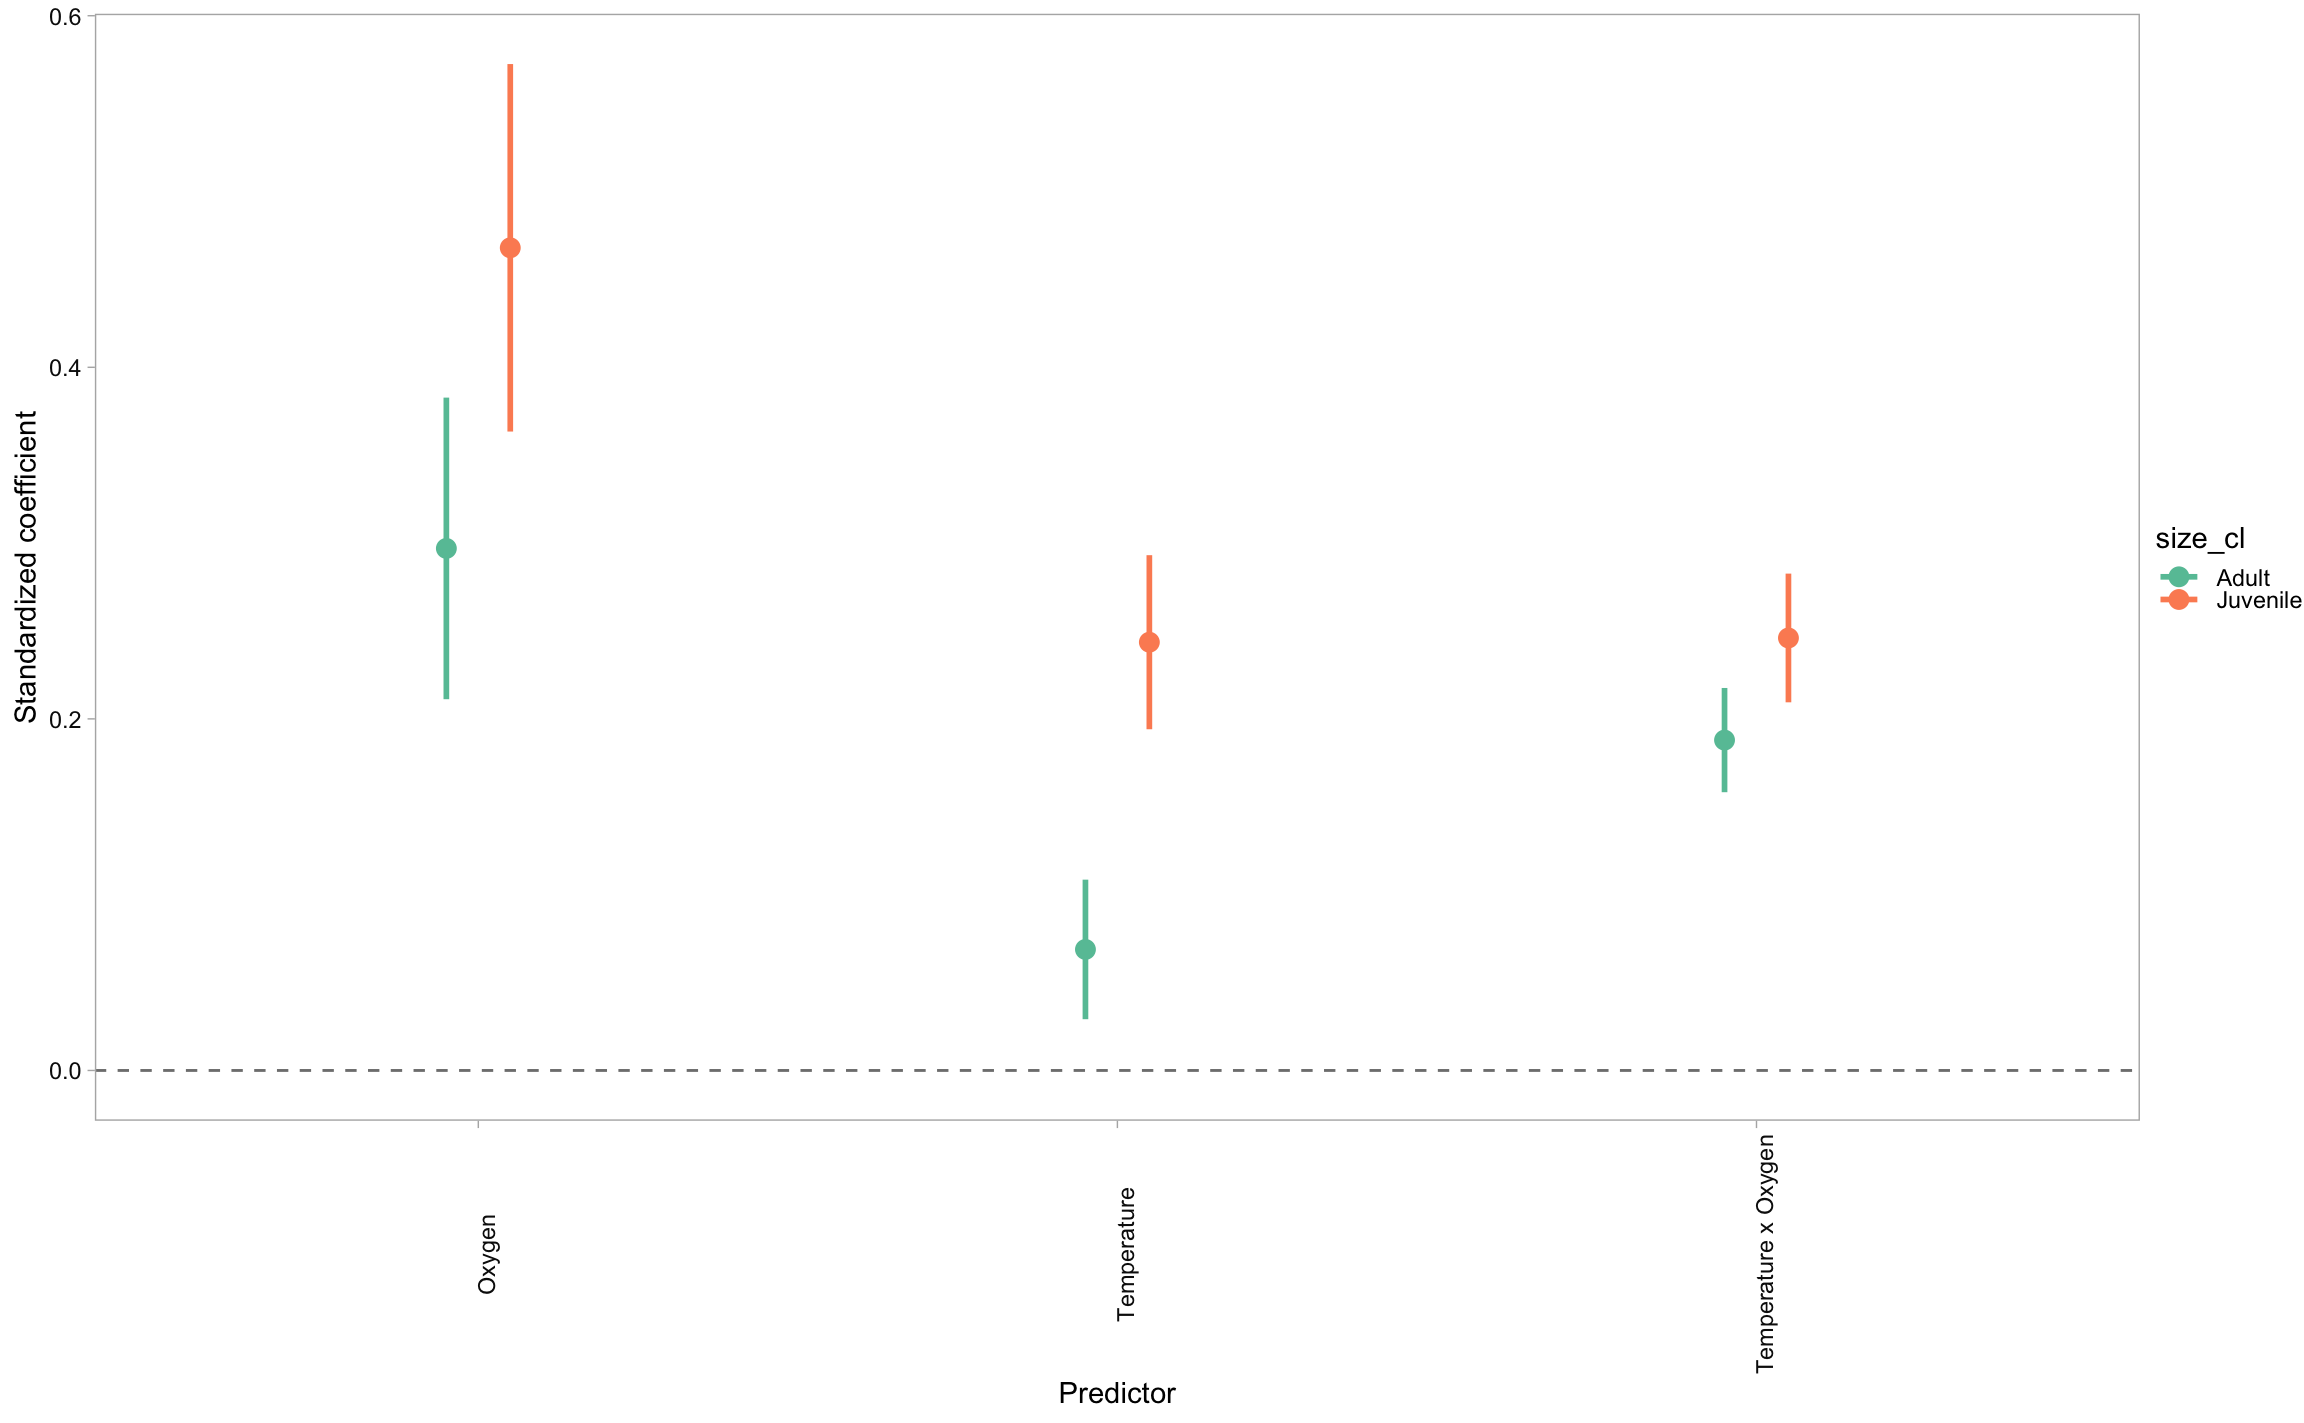 0.6
0.4
0.2
0.0
Standardized coefficient
Oxygen
Temperature
Temperature x Oxygen
Predictor
size_cl
Adult
Juvenile